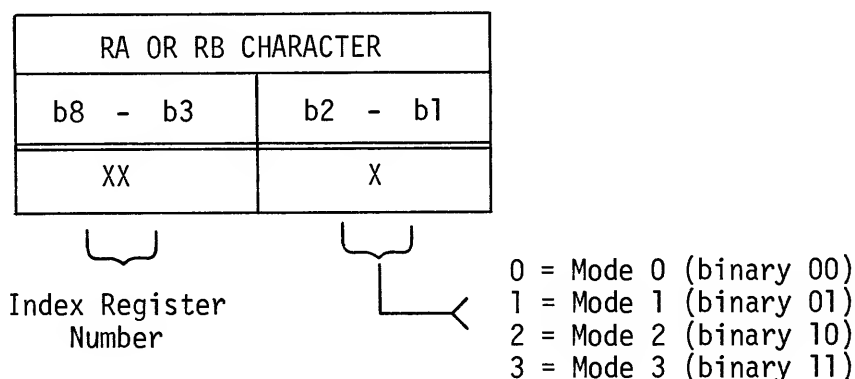 RA OR RB CHARACTER
b8 - b3
b2 - b1
XX
X
Index Register
Number
0 = Mode 0 (binary 00)
1 = Mode 1 (binary 01)
2 = Mode 2 (binary 10)
3 = Mode 3 (binary 11)